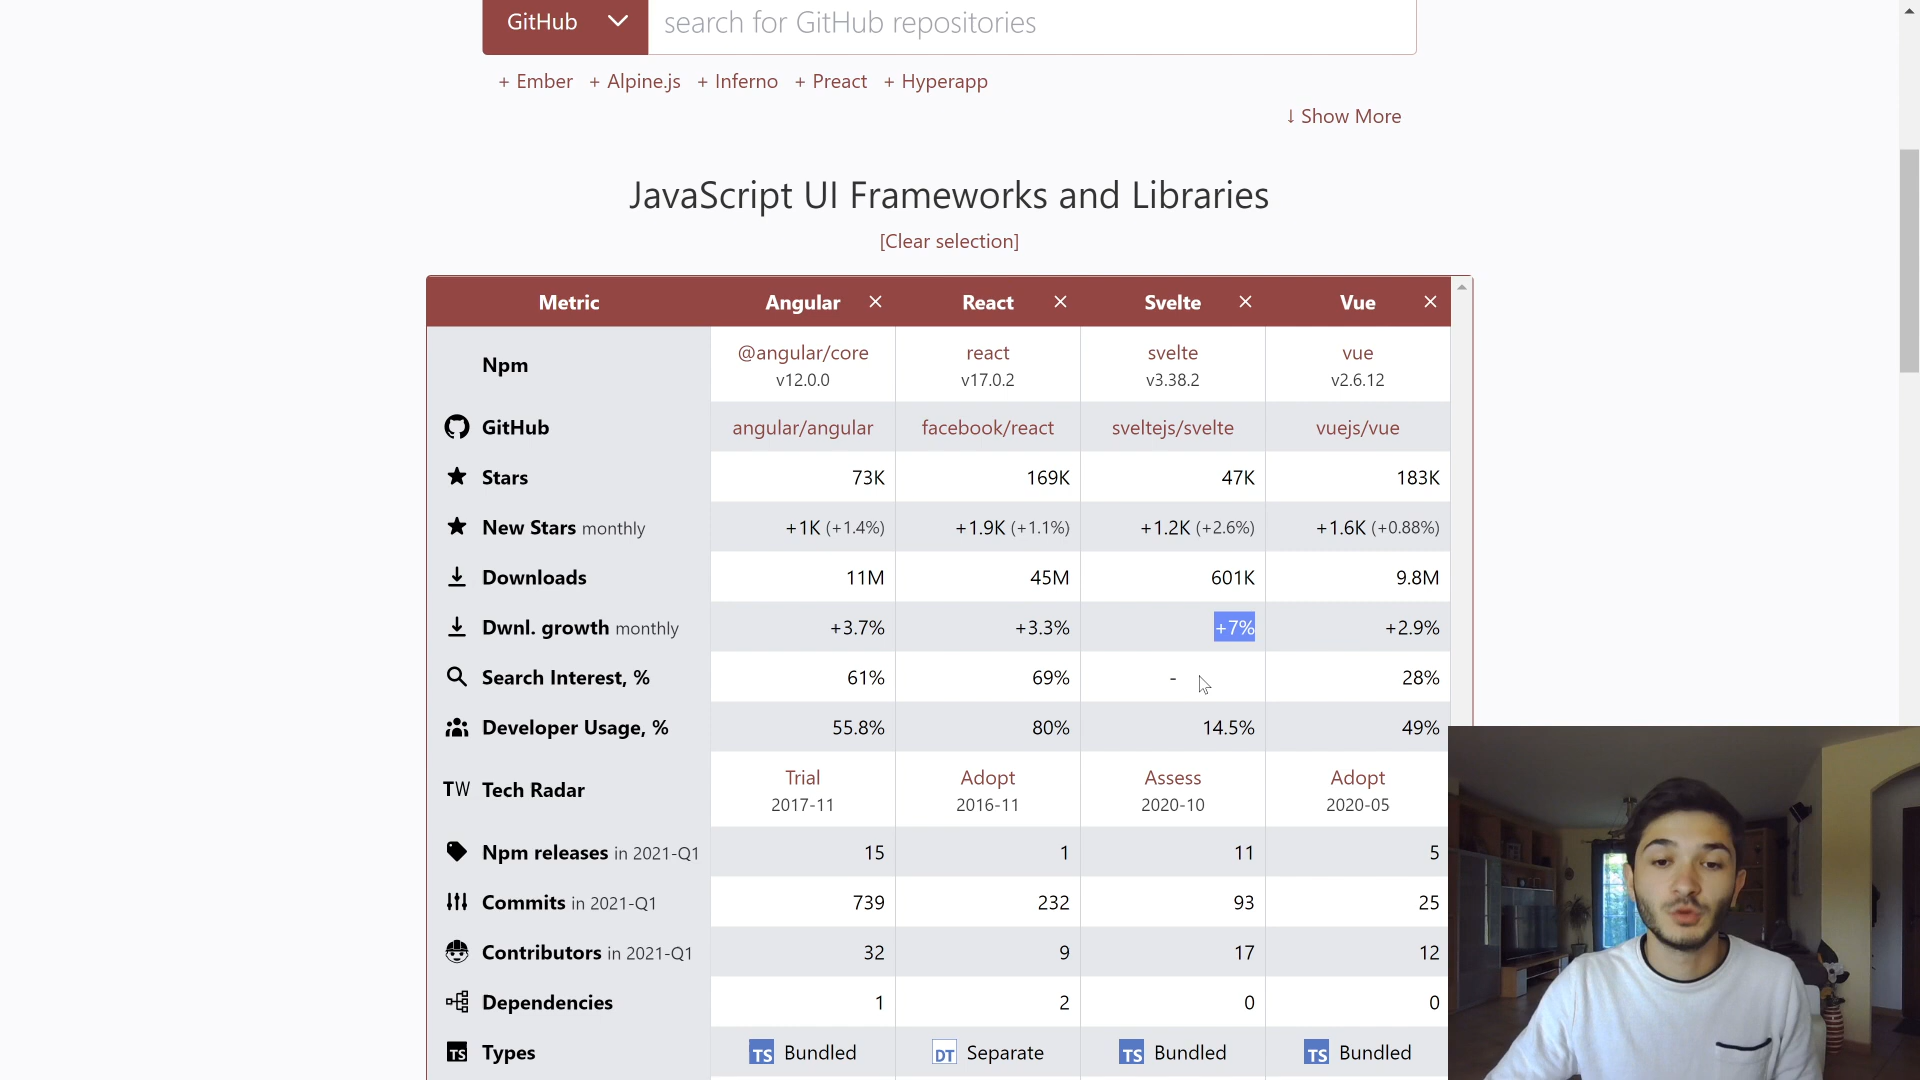 GitHub search for GitHub repositories
+ Ember + Alpine.js + Inferno + Preact + Hyperapp
↓ Show More
JavaScript UI Frameworks and Libraries
[Clear selection]
Metric Angular × React × Svelte × Vue ×
Npm @angular/core react svelte vue
v12.0.0 v17.0.2 v3.38.2 v2.6.12
GitHub angular/angular facebook/react sveltejs/svelte vuejs/vue
Stars 73K 169K 47K 183K
New Stars monthly +1K (+1.4%) +1.9K (+1.1%) +1.2K (+2.6%) +1.6K (+0.88%)
Downloads 11M 45M 601K 9.8M
Dwnl. growth monthly +3.7% +3.3% +7% +2.9%
Search Interest, % 61% 69% - 28%
Developer Usage, % 55.8% 80% 14.5% 49%
TW Tech Radar Trial Adopt Assess Adopt
2017-11 2016-11 2020-10 2020-05
Npm releases in 2021-Q1 15 1 11 5
Commits in 2021-Q1 739 232 93 25
Contributors in 2021-Q1 32 9 17 12
Dependencies 1 2 0 0
TS Types TS Bundled DT Separate TS Bundled TS Bundled